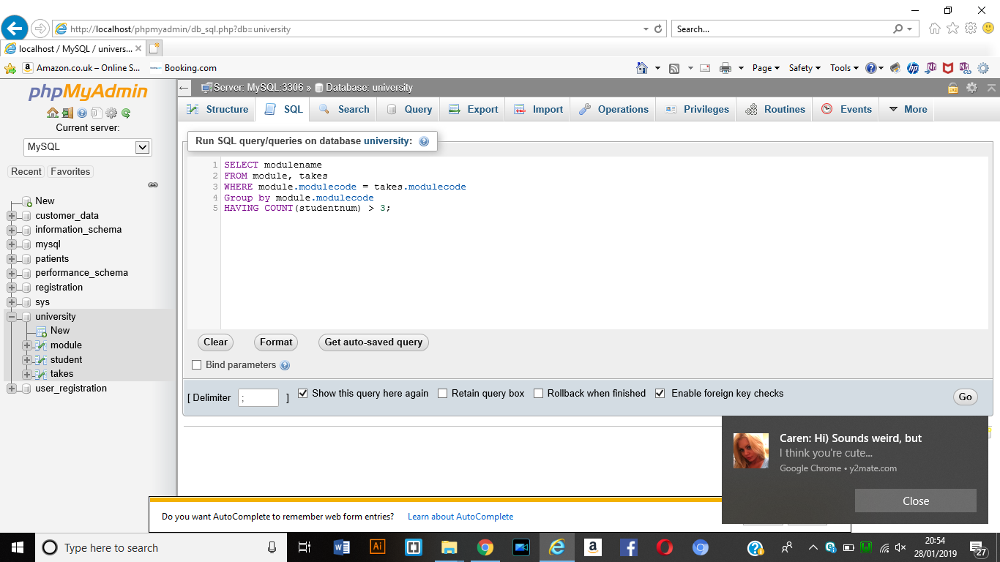 http://localhost/phpmyadmin/db_sql.php?db=university
Search...
localhost / MySQL / univers...
Amazon.co.uk – Online S...
Booking.com
Page
Safety
Tools
phpMyAdmin
Current server:
MySQL
Recent
Favorites
New
customer_data
information_schema
mysql
patients
performance_schema
registration
sys
university
New
module
student
takes
user_registration
Server: MySQL:3306 » Database: university
Structure
SQL
Search
Query
Export
Import
Operations
Privileges
Routines
Events
More
Run SQL query/queries on database university:
1 SELECT modulename
2 FROM module, takes
3 WHERE module.modulecode = takes.modulecode
4 Group by module.modulecode
5 HAVING COUNT(studentnum) > 3;
Clear
Format
Get auto-saved query
Bind parameters
[ Delimiter ; ]
Show this query here again
Retain query box
Rollback when finished
Enable foreign key checks
Go
Caren: Hi) Sounds weird, but
I think you're cute...
Google Chrome • y2mate.com
Close
Do you want AutoComplete to remember web form entries?
Learn about AutoComplete
Type here to search
20:54
28/01/2019
27